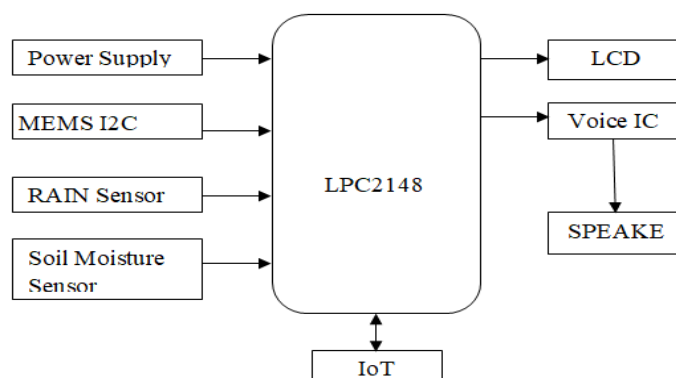 Power Supply
MEMS I2C
RAIN Sensor
Soil Moisture
Sensor
LPC2148
LCD
Voice IC
SPEAKE
IoT